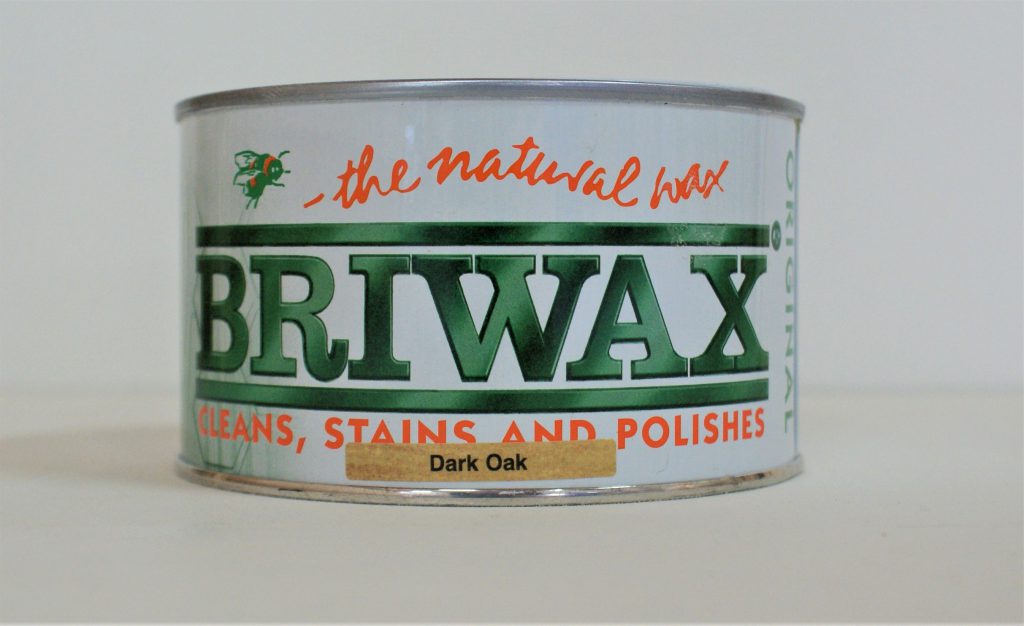 the natural wax
BRIWAX®
CLEANS, STAINS AND POLISHES
Dark Oak
ORIGINAL